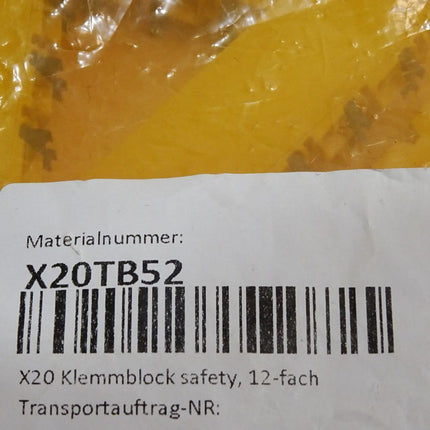 Materialnummer:
X20TB52
X20 Klemmblock safety, 12-fach
Transportauftrag-NR: